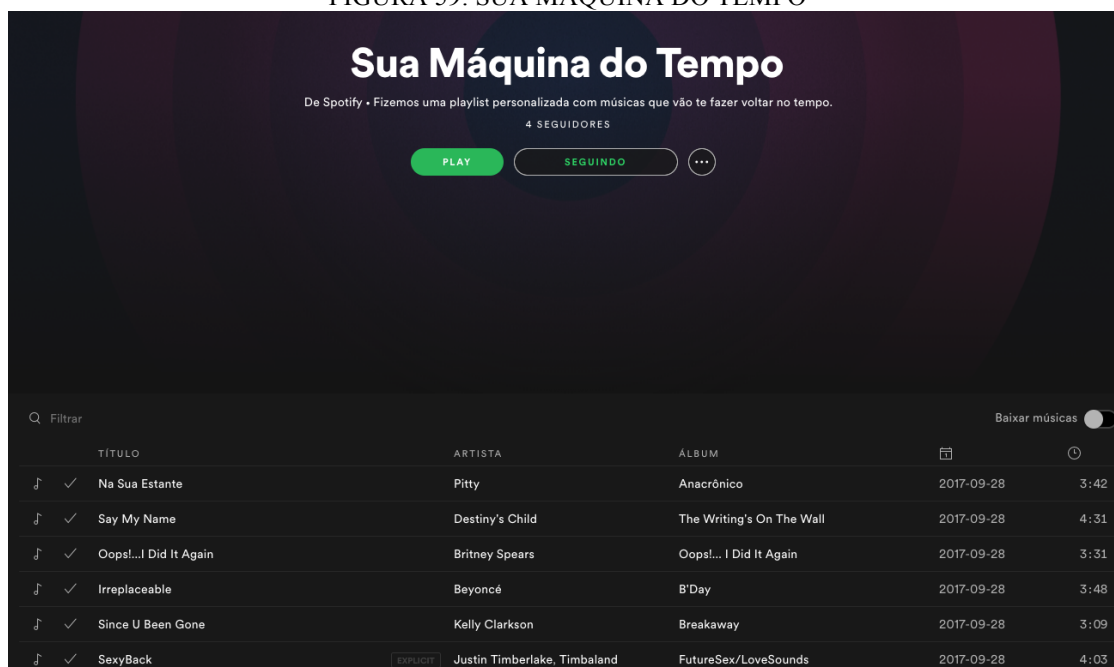 FIGURA 59: SUA MÁQUINA DO TEMPO
Sua Máquina do Tempo
De Spotify • Fizemos uma playlist personalizada com músicas que vão te fazer voltar no tempo.
4 SEGUIDORES
PLAY SEGUINDO
Filtrar Baixar músicas
TÍTULO ARTISTA ÁLBUM
Na Sua Estante Pitty Anacrônico 2017-09-28 3:42
Say My Name Destiny's Child The Writing's On The Wall 2017-09-28 4:31
Oops!...I Did It Again Britney Spears Oops!... I Did It Again 2017-09-28 3:31
Irreplaceable Beyoncé B'Day 2017-09-28 3:48
Since U Been Gone Kelly Clarkson Breakaway 2017-09-28 3:09
SexyBack EXPLICIT Justin Timberlake, Timbaland FutureSex/LoveSounds 2017-09-28 4:03